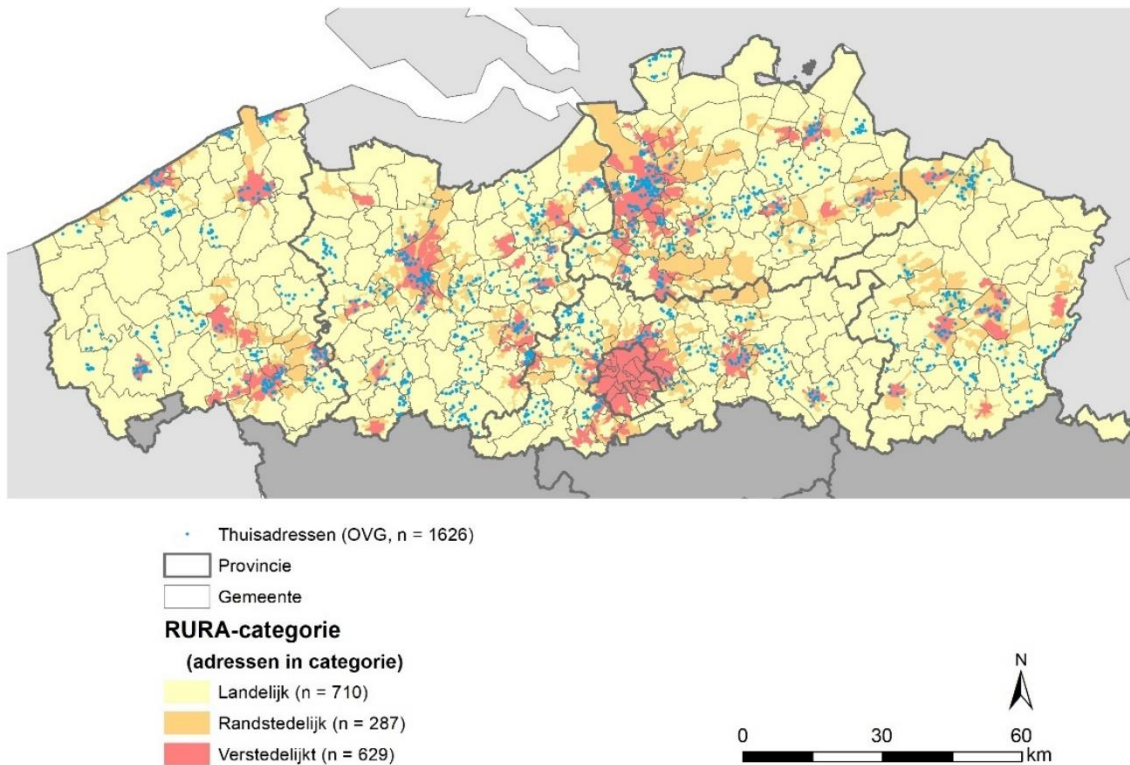 Thuisadressen (OVG, n = 1626)
Provincie
Gemeente
RURA-categorie
(adressen in categorie)
Landelijk (n = 710)
Randstedelijk (n = 287)
Verstedelijkt (n = 629)
N
0 30 60
km